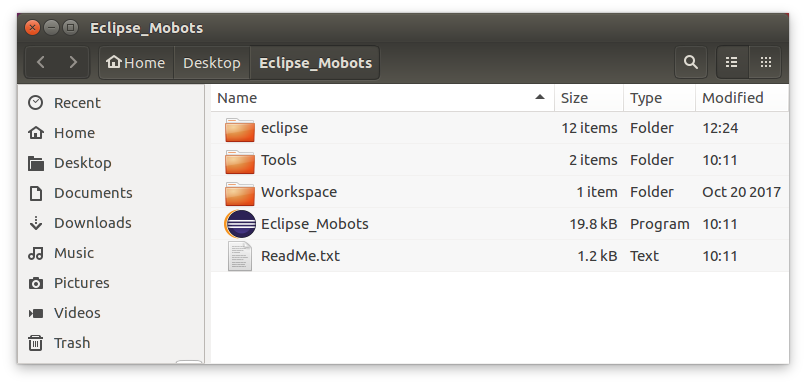 Eclipse_Mobots
Home Desktop Eclipse_Mobots
Recent
Home
Desktop
Documents
Downloads
Music
Pictures
Videos
Trash
Name Size Type Modified
eclipse 12 items Folder 12:24
Tools 2 items Folder 10:11
Workspace 1 item Folder Oct 20 2017
Eclipse_Mobots 19.8 kB Program 10:11
ReadMe.txt 1.2 kB Text 10:11